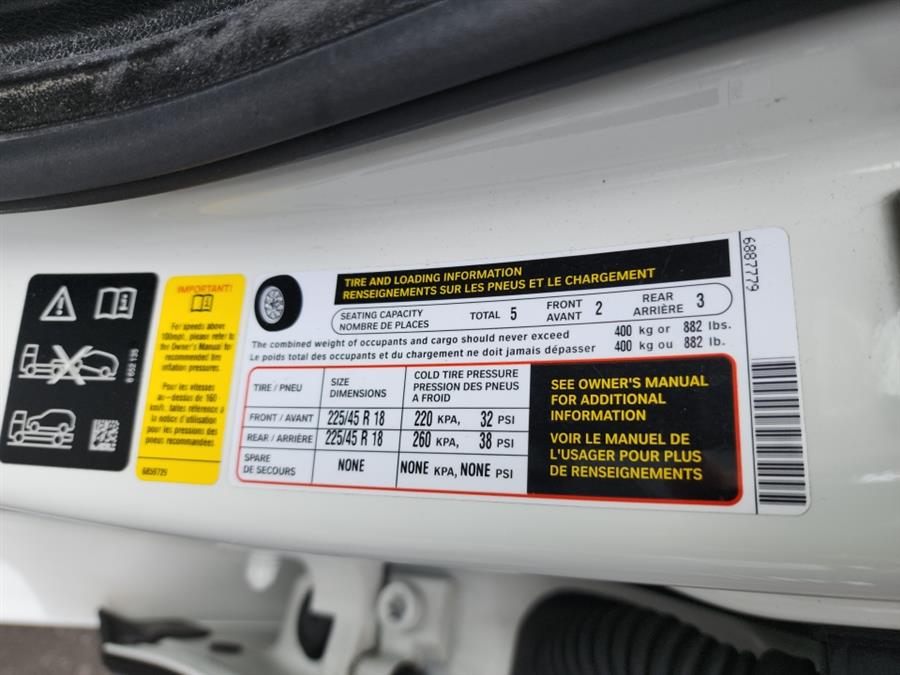 6 652 135
IMPORTANT!
For speeds above
100mph, please refer to
the Owner's Manual for
recommended tire
inflation pressures.
Pour les vitesses
au-dessus de 160
km/h, faites référence à
la notice d'utilisation
pour les pressions des
pneus recommandées
6859725
TIRE AND LOADING INFORMATION
RENSEIGNEMENTS SUR LES PNEUS ET LE CHARGEMENT
SEATING CAPACITY
NOMBRE DE PLACES
TOTAL 5
FRONT
AVANT 2
REAR
ARRIÈRE 3
The combined weight of occupants and cargo should never exceed 400 kg or 882 lbs.
Le poids total des occupants et du chargement ne doit jamais dépasser 400 kg ou 882 lb.
TIRE / PNEU
SIZE
DIMENSIONS
COLD TIRE PRESSURE
PRESSION DES PNEUS
A FROID
FRONT / AVANT 225/45 R 18 220 KPA, 32 PSI
REAR / ARRIÈRE 225/45 R 18 260 KPA, 38 PSI
SPARE
DE SECOURS NONE NONE KPA, NONE PSI
SEE OWNER'S MANUAL
FOR ADDITIONAL
INFORMATION
VOIR LE MANUEL DE
L'USAGER POUR PLUS
DE RENSEIGNEMENTS
6887779